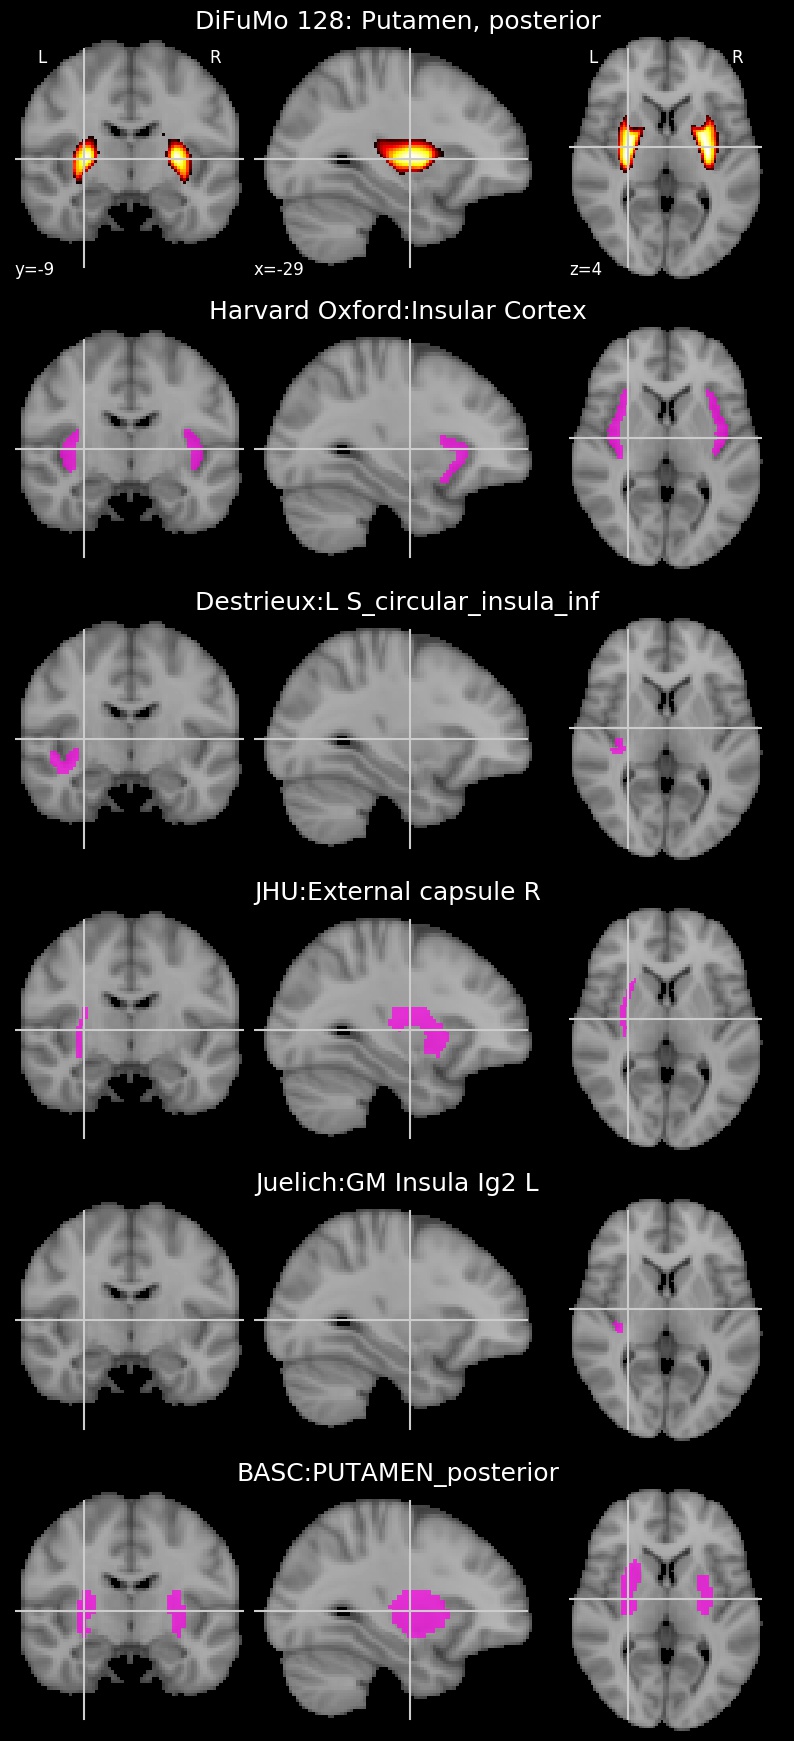 DiFuMo 128: Putamen, posterior
L R L R
y=-9 x=-29 z=4
Harvard Oxford:Insular Cortex
Destrieux:L S_circular_insula_inf
JHU:External capsule R
Juelich:GM Insula Ig2 L
BASC:PUTAMEN_posterior